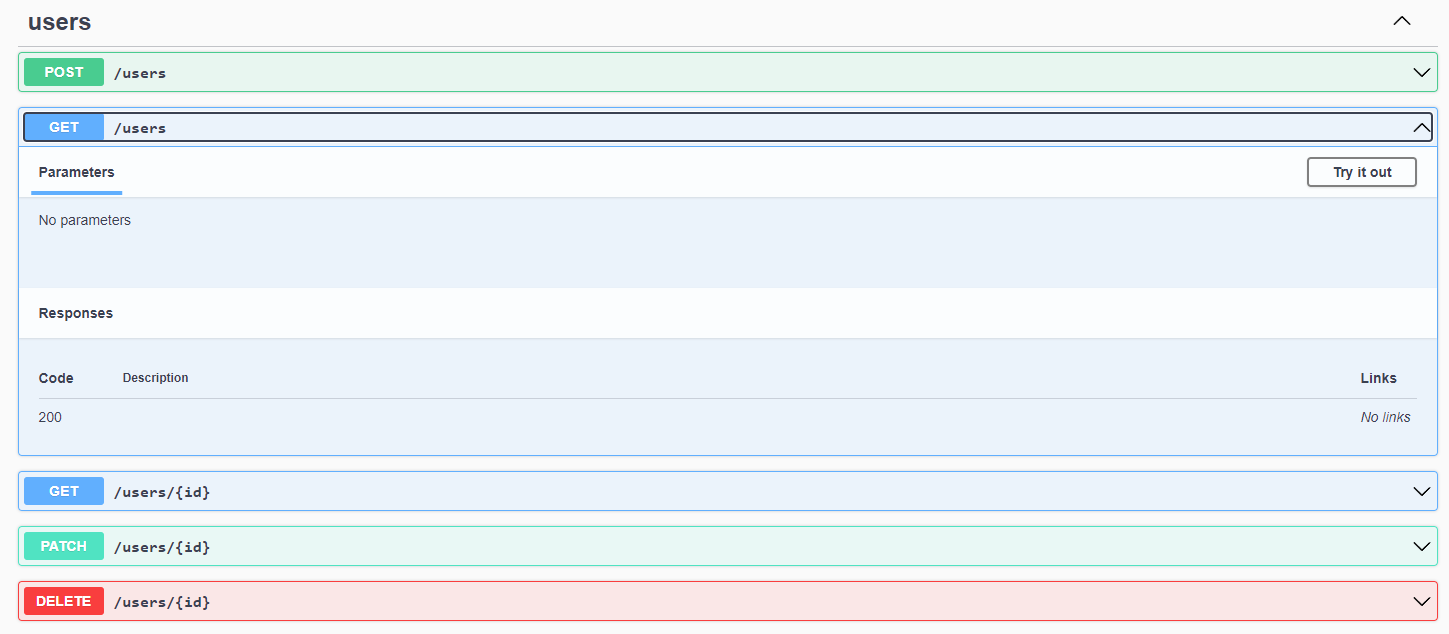 users
POST /users
GET /users
Parameters Try it out
No parameters
Responses
Code Description Links
200 No links
GET /users/{id}
PATCH /users/{id}
DELETE /users/{id}